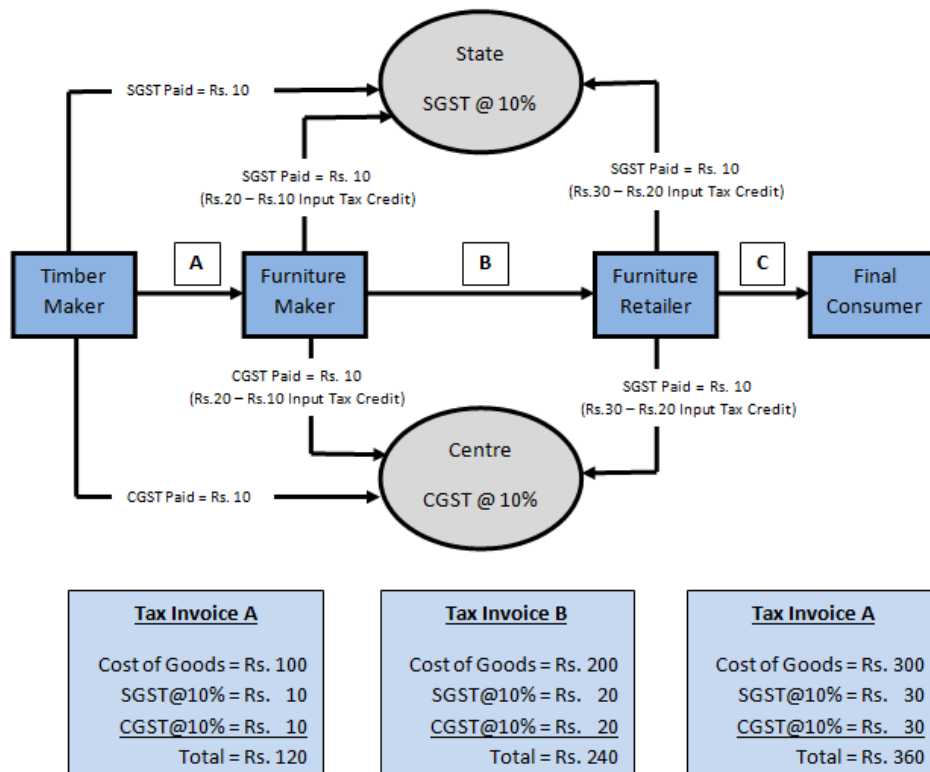 State
SGST @ 10%
SGST Paid = Rs. 10
SGST Paid = Rs. 10
(Rs.20 – Rs.10 Input Tax Credit)
SGST Paid = Rs. 10
(Rs.30 – Rs.20 Input Tax Credit)
A
B
C
Timber
Maker
Furniture
Maker
Furniture
Retailer
Final
Consumer
CGST Paid = Rs. 10
(Rs.20 – Rs.10 Input Tax Credit)
SGST Paid = Rs. 10
(Rs.30 – Rs.20 Input Tax Credit)
Centre
CGST @ 10%
CGST Paid = Rs. 10
Tax Invoice A
Cost of Goods = Rs. 100
SGST@10% = Rs. 10
CGST@10% = Rs. 10
Total = Rs. 120
Tax Invoice B
Cost of Goods = Rs. 200
SGST@10% = Rs. 20
CGST@10% = Rs. 20
Total = Rs. 240
Tax Invoice A
Cost of Goods = Rs. 300
SGST@10% = Rs. 30
CGST@10% = Rs. 30
Total = Rs. 360